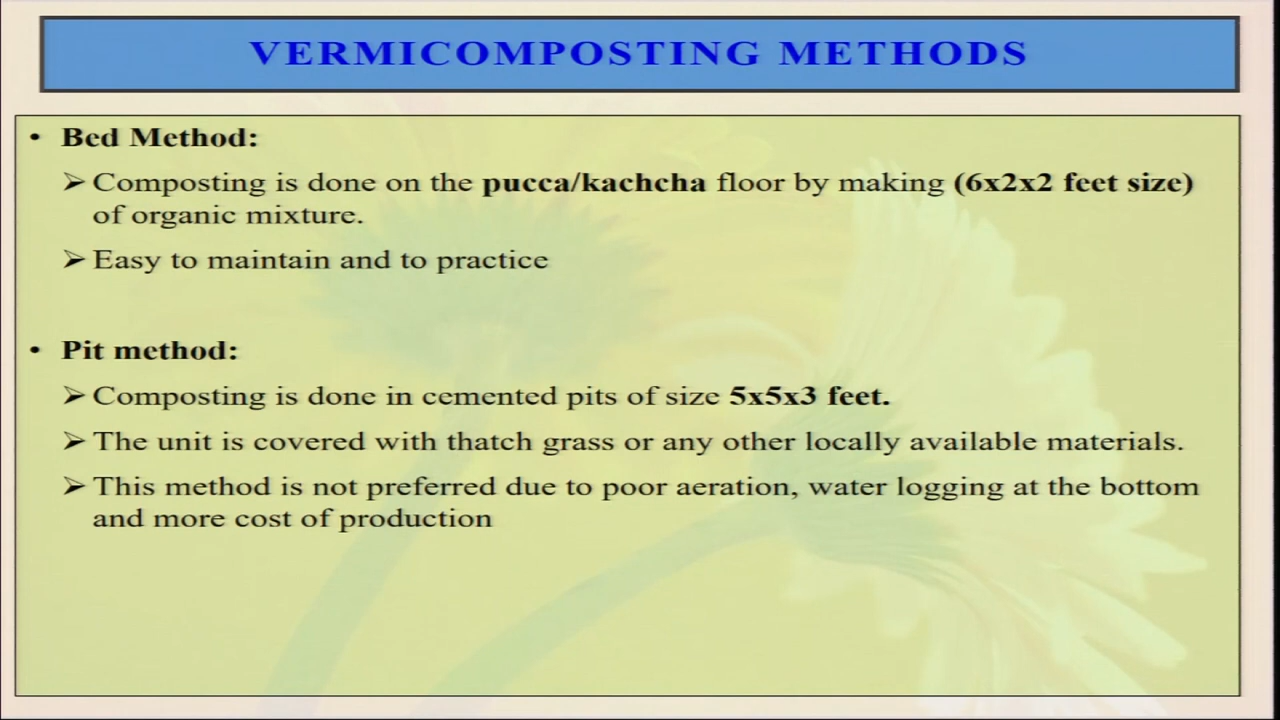 VERMICOMPOSTING METHODS
• Bed Method:
➢ Composting is done on the pucca/kachcha floor by making (6x2x2 feet size)
of organic mixture.
➢ Easy to maintain and to practice
• Pit method:
➢ Composting is done in cemented pits of size 5x5x3 feet.
➢ The unit is covered with thatch grass or any other locally available materials.
➢ This method is not preferred due to poor aeration, water logging at the bottom
and more cost of production